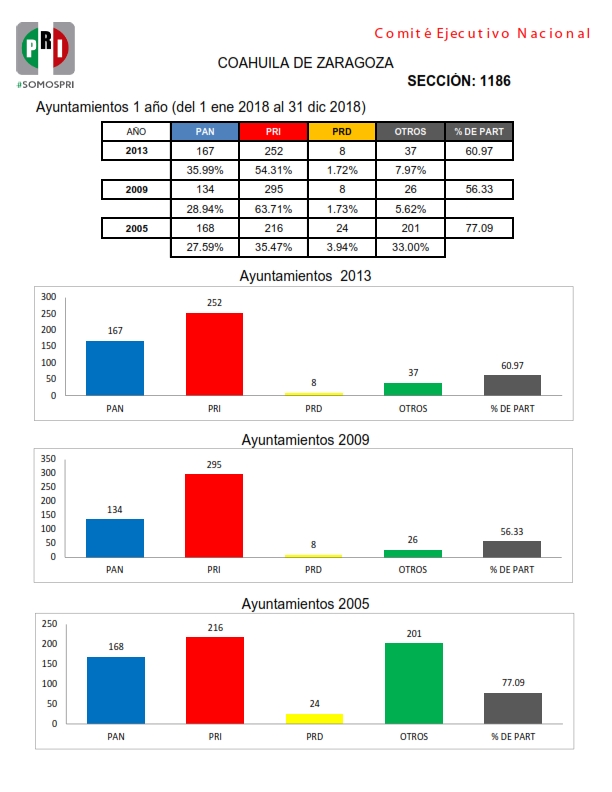 Comité Ejecutivo Nacional
PRI
#SOMOSPRI
COAHUILA DE ZARAGOZA
SECCIÓN: 1186
Ayuntamientos 1 año (del 1 ene 2018 al 31 dic 2018)
AÑO PAN PRI PRD OTROS % DE PART
2013 167 252 8 37 60.97
35.99% 54.31% 1.72% 7.97%
2009 134 295 8 26 56.33
28.94% 63.71% 1.73% 5.62%
2005 168 216 24 201 77.09
27.59% 35.47% 3.94% 33.00%
Ayuntamientos 2013
300
250
200
150
100
50
0
167 252 8 37 60.97
PAN PRI PRD OTROS % DE PART
Ayuntamientos 2009
350
300
250
200
150
100
50
0
134 295 8 26 56.33
PAN PRI PRD OTROS % DE PART
Ayuntamientos 2005
250
200
150
100
50
0
168 216 24 201 77.09
PAN PRI PRD OTROS % DE PART